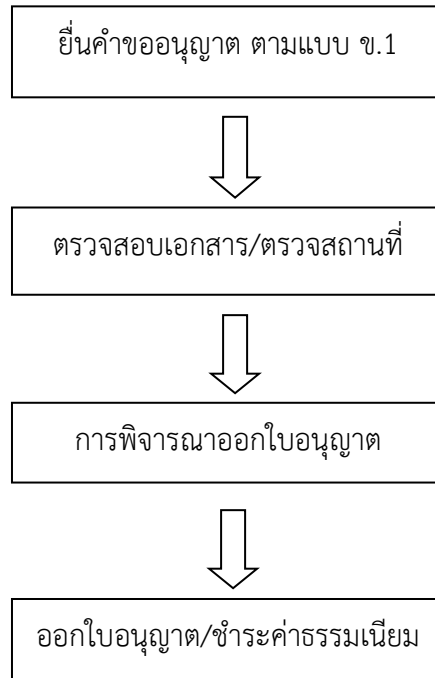 ยื่นคำขออนุญาต ตามแบบ ข.1
ตรวจสอบเอกสาร/ตรวจสถานที่
การพิจารณาออกใบอนุญาต
ออกใบอนุญาต/ชำระค่าธรรมเนียม